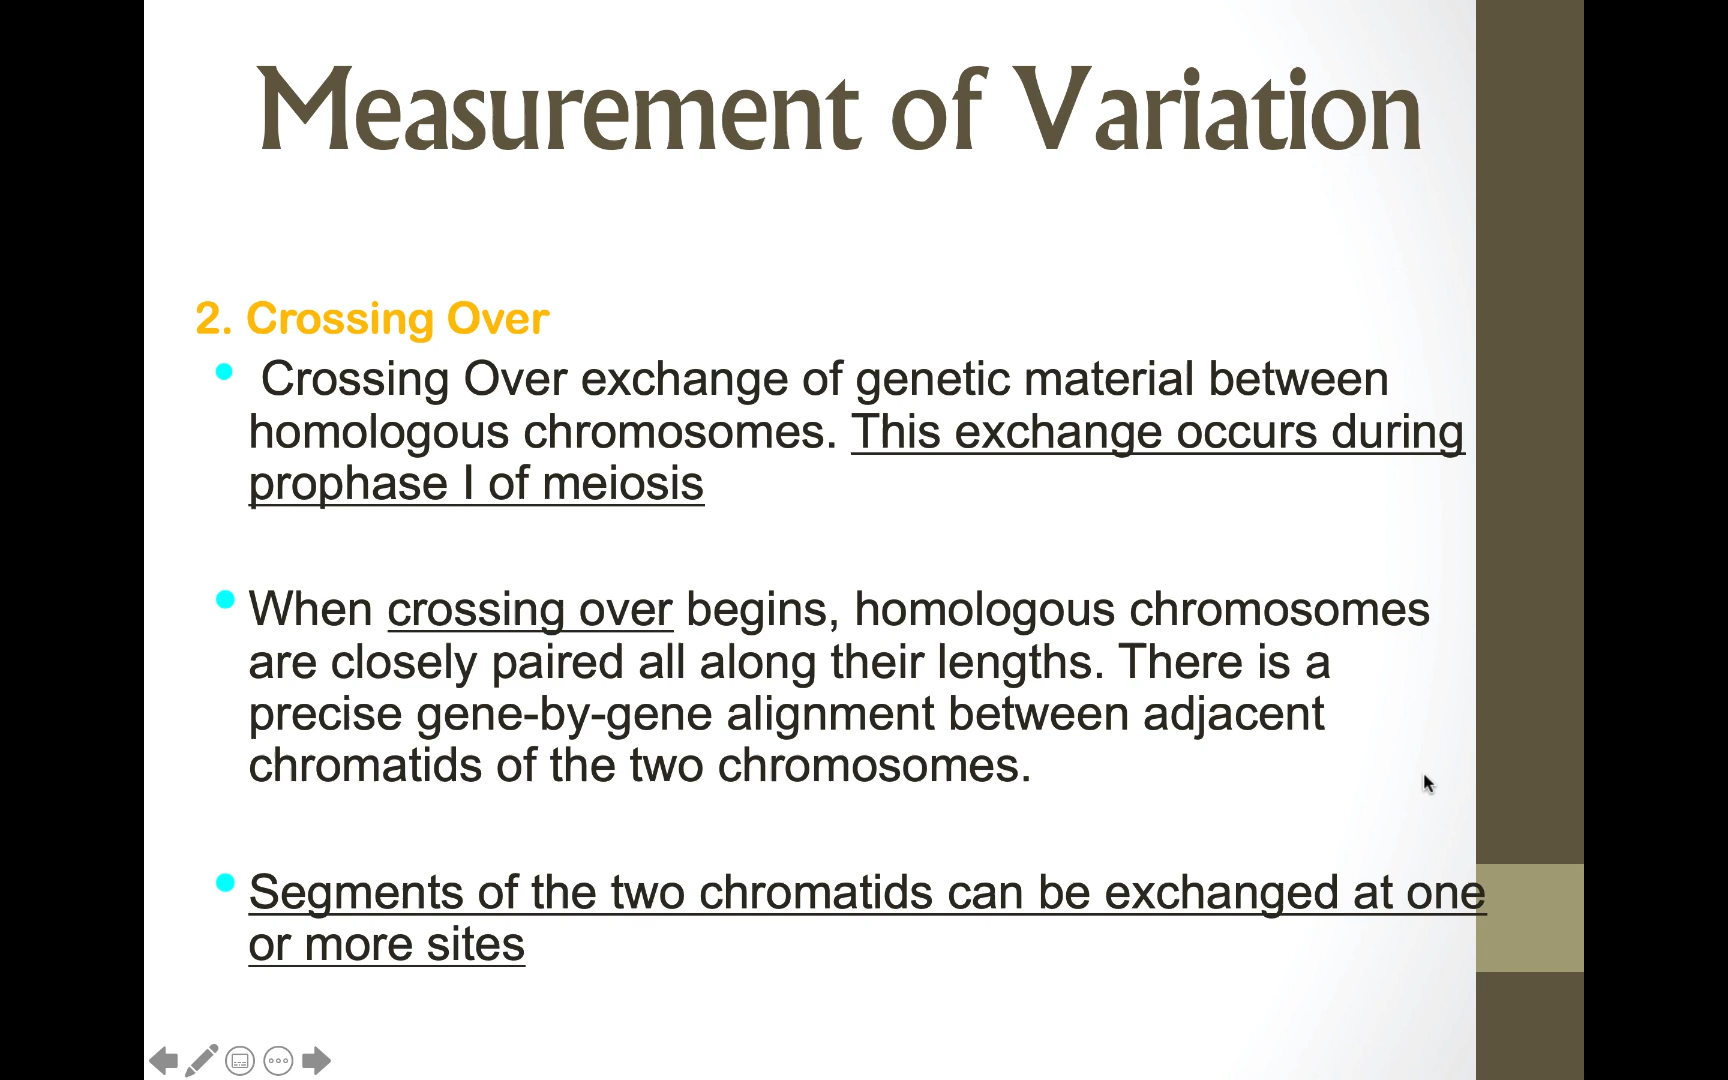 Measurement of Variation
2. Crossing Over
• Crossing Over exchange of genetic material between
homologous chromosomes. This exchange occurs during
prophase I of meiosis
• When crossing over begins, homologous chromosomes
are closely paired all along their lengths. There is a
precise gene-by-gene alignment between adjacent
chromatids of the two chromosomes.
• Segments of the two chromatids can be exchanged at one
or more sites